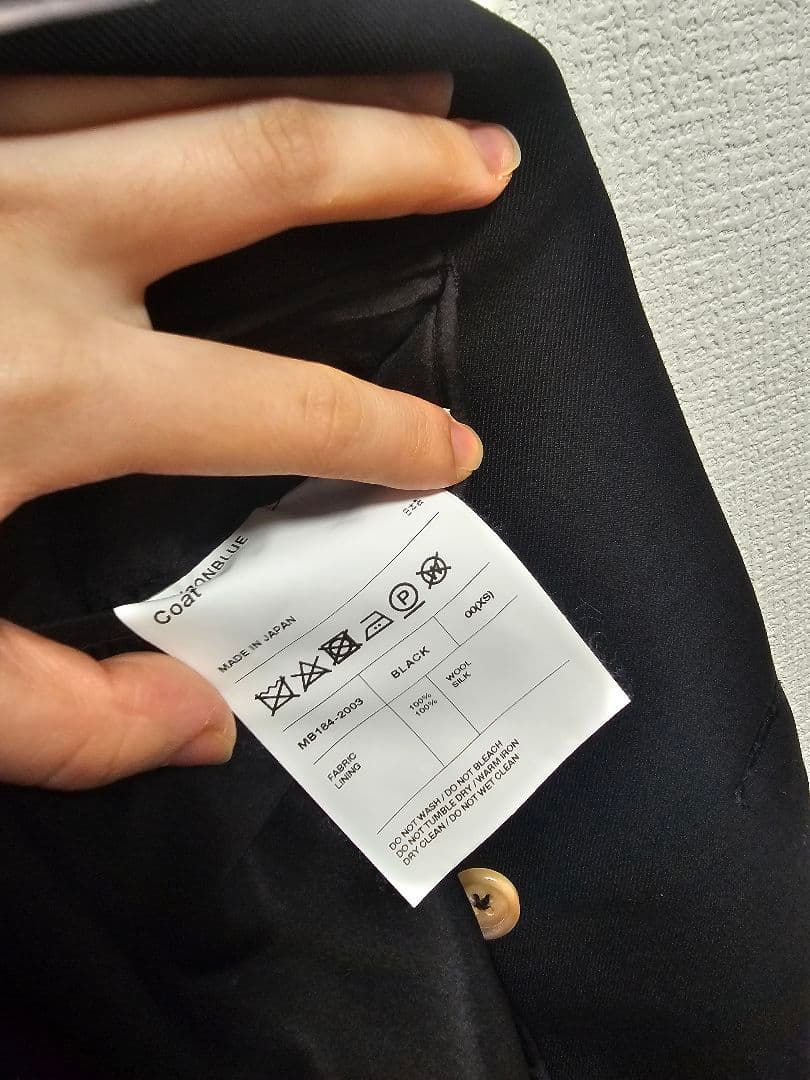 Coat
MADE IN JAPAN
P
W
MB184-2003 BLACK 00(XS)
FABRIC 100% WOOL
LINING 100% SILK
DO NOT WASH / DO NOT BLEACH
DO NOT TUMBLE DRY / WARM IRON
DRY CLEAN / DO NOT WET CLEAN